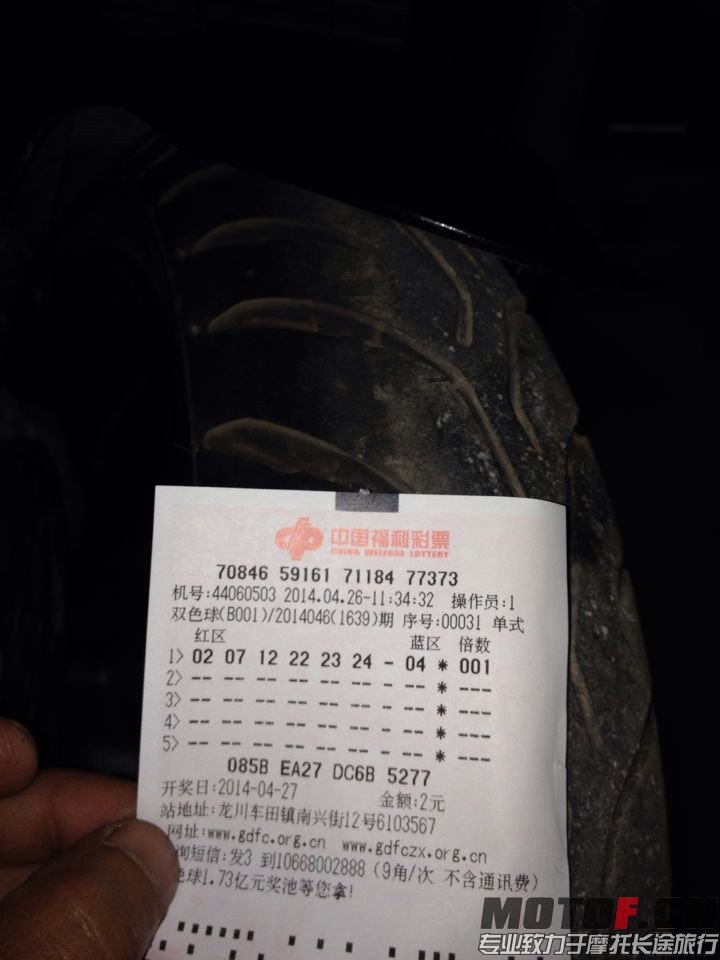 中国福利彩票
CHINA WELFARE LOTTERY
70846 59161 71184 77373
机号:44060503 2014.04.26-11:34:32 操作员:1
双色球(B001)/2014046(1639)期 序号:00031 单式
红区 蓝区 倍数
1> 02 07 12 22 23 24 - 04 * 001
2> -- -- -- -- -- -- - -- * ---
3> -- -- -- -- -- -- - -- * ---
4> -- -- -- -- -- -- - -- * ---
5> -- -- -- -- -- -- - -- * ---
085B EA27 DC6B 5277
开奖日:2014-04-27 金额:2元
站地址:龙川车田镇南兴街12号6103567
网址:www.gdfc.org.cn www.gdfczx.org.cn
询短信:发3 到10668002888 (9角/次 不含通讯费)
色球1.73亿元奖池等您拿!
MOTOF.CN
专业致力于摩托长途旅行